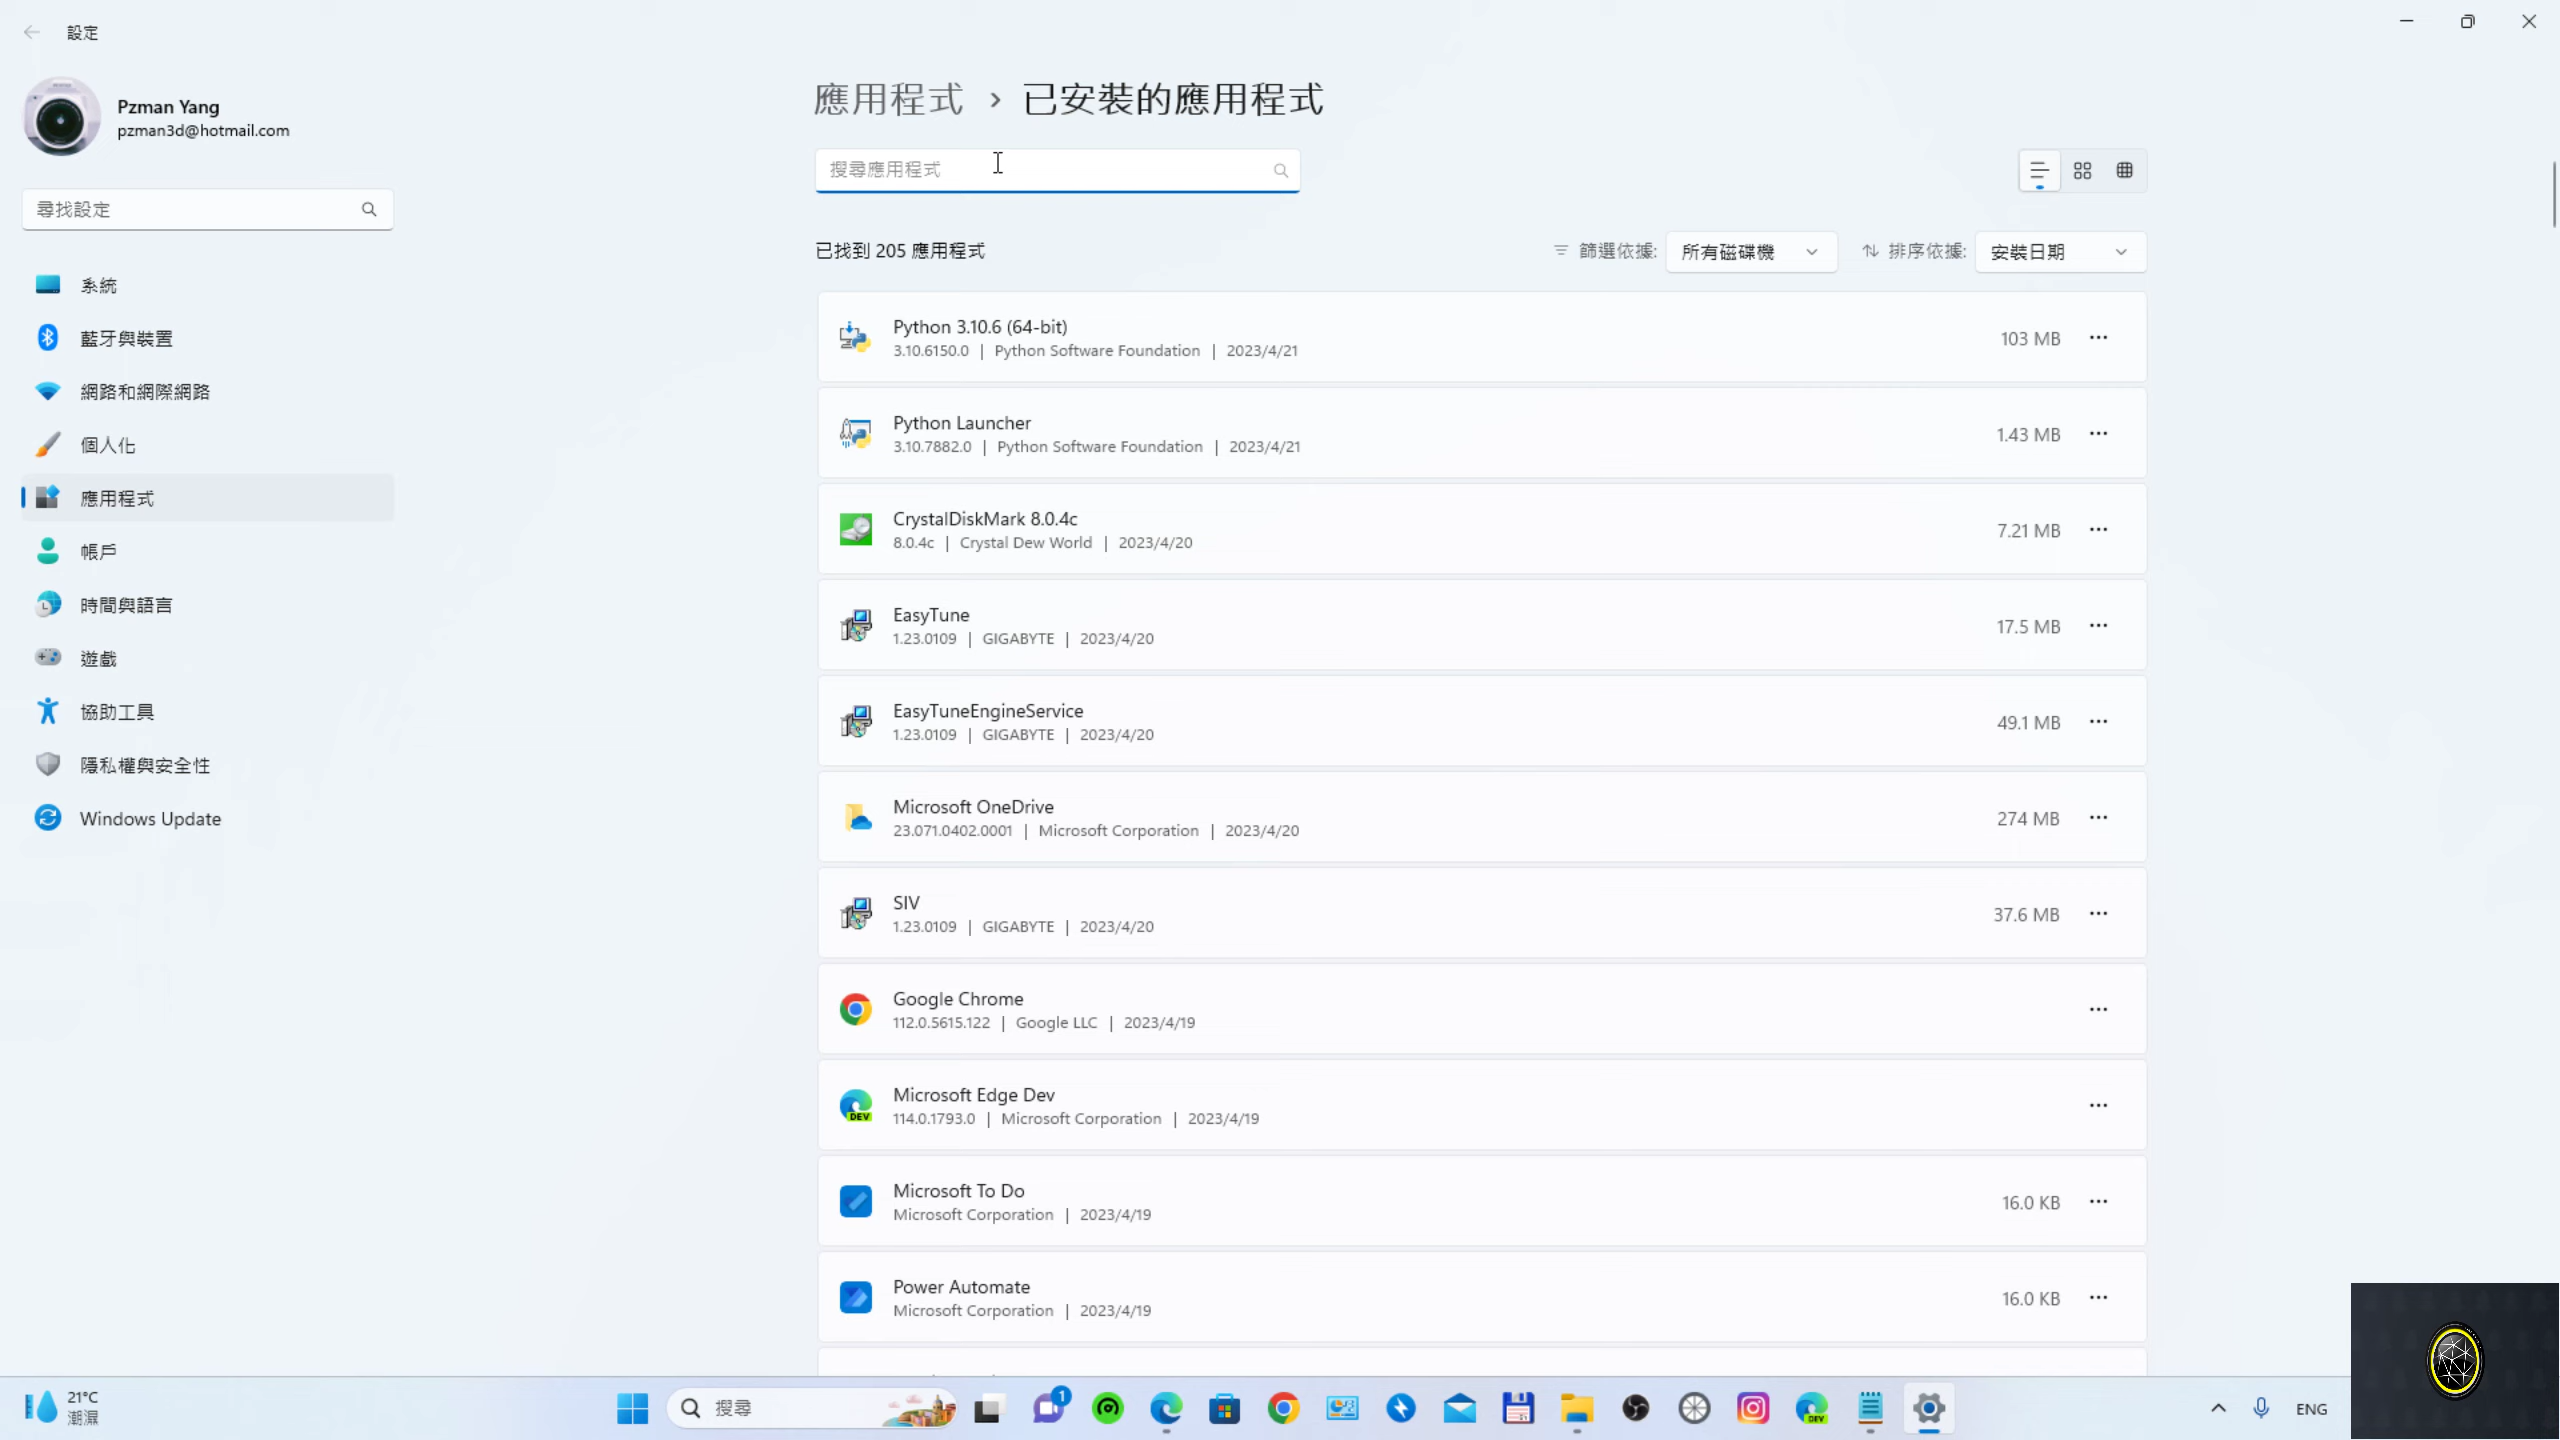 設定
Pzman Yang
pzman3d@hotmail.com
尋找設定
系統
藍牙與裝置
網路和網際網路
個人化
應用程式
帳戶
時間與語言
遊戲
協助工具
隱私權與安全性
Windows Update
應用程式 › 已安裝的應用程式
搜尋應用程式
已找到 205 應用程式
篩選依據: 所有磁碟機 排序依據: 安裝日期
Python 3.10.6 (64-bit)
3.10.6150.0 | Python Software Foundation | 2023/4/21
103 MB
Python Launcher
3.10.7882.0 | Python Software Foundation | 2023/4/21
1.43 MB
CrystalDiskMark 8.0.4c
8.0.4c | Crystal Dew World | 2023/4/20
7.21 MB
EasyTune
1.23.0109 | GIGABYTE | 2023/4/20
17.5 MB
EasyTuneEngineService
1.23.0109 | GIGABYTE | 2023/4/20
49.1 MB
Microsoft OneDrive
23.071.0402.0001 | Microsoft Corporation | 2023/4/20
274 MB
SIV
1.23.0109 | GIGABYTE | 2023/4/20
37.6 MB
Google Chrome
112.0.5615.122 | Google LLC | 2023/4/19
Microsoft Edge Dev
114.0.1793.0 | Microsoft Corporation | 2023/4/19
Microsoft To Do
Microsoft Corporation | 2023/4/19
16.0 KB
Power Automate
Microsoft Corporation | 2023/4/19
16.0 KB
21°C
潮濕
搜尋
1
DEV
ENG